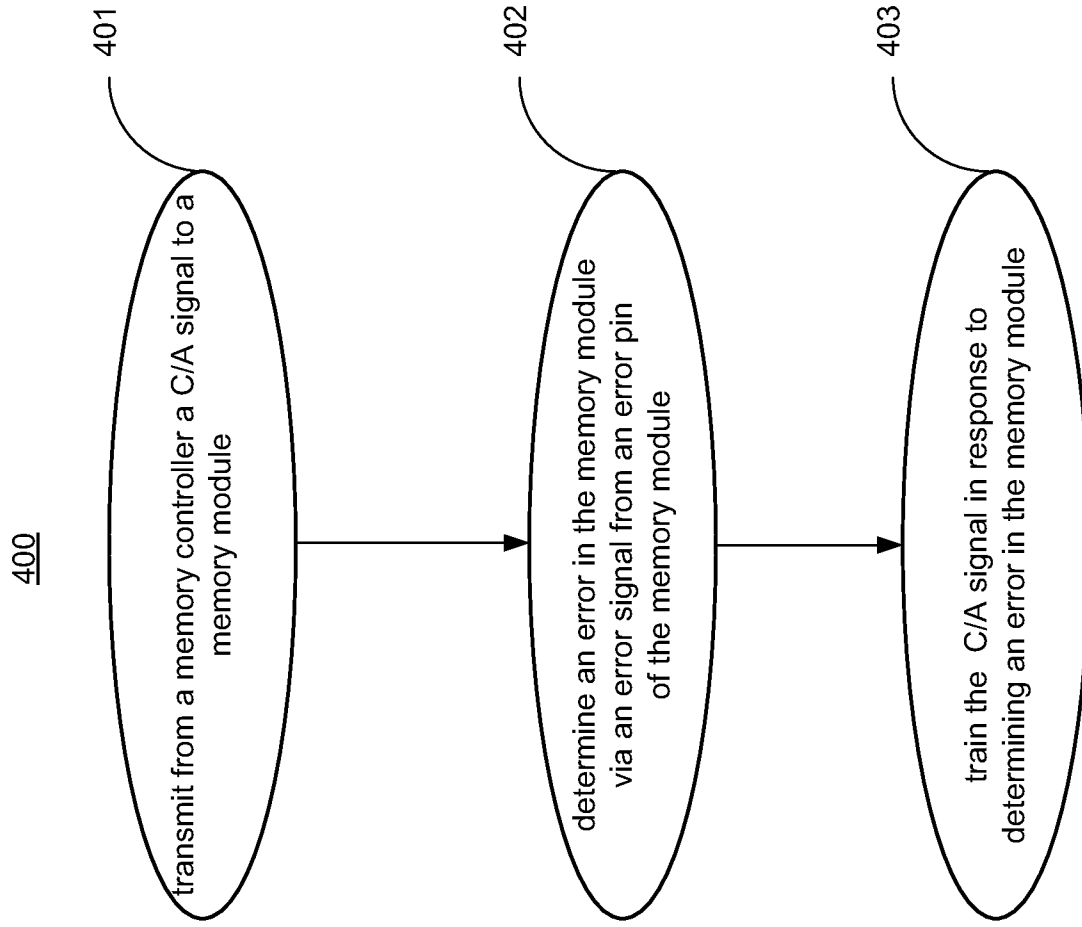 400
transmit from a memory controller a C/A signal to a
memory module
401
determine an error in the memory module
via an error signal from an error pin
of the memory module
402
train the C/A signal in response to
determining an error in the memory module
403